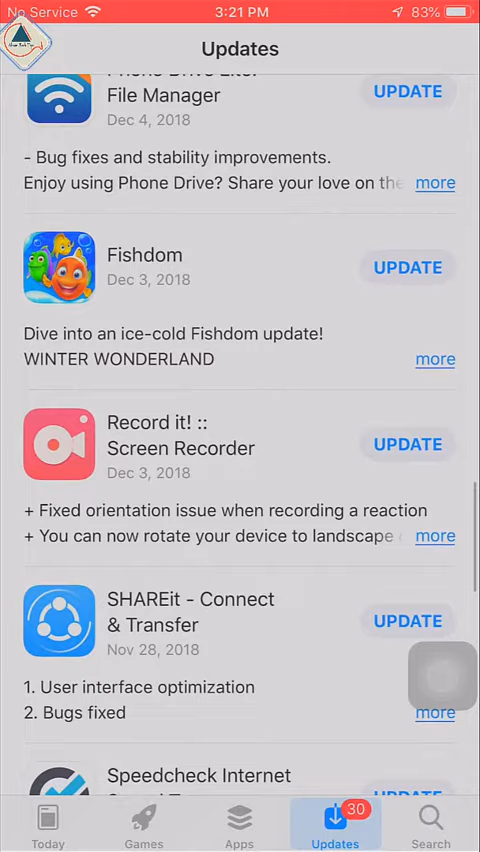 No Service
3:21 PM
83%
Updates
Phone Drive Lite:
File Manager
Dec 4, 2018
UPDATE
- Bug fixes and stability improvements.
Enjoy using Phone Drive? Share your love on the
more
Fishdom
Dec 3, 2018
UPDATE
Dive into an ice-cold Fishdom update!
WINTER WONDERLAND
more
Record it! ::
Screen Recorder
Dec 3, 2018
UPDATE
+ Fixed orientation issue when recording a reaction
+ You can now rotate your device to landscape
more
SHAREit - Connect
& Transfer
Nov 28, 2018
UPDATE
1. User interface optimization
2. Bugs fixed
more
Speedcheck Internet
UPDATE
30
Today
Games
Apps
Updates
Search